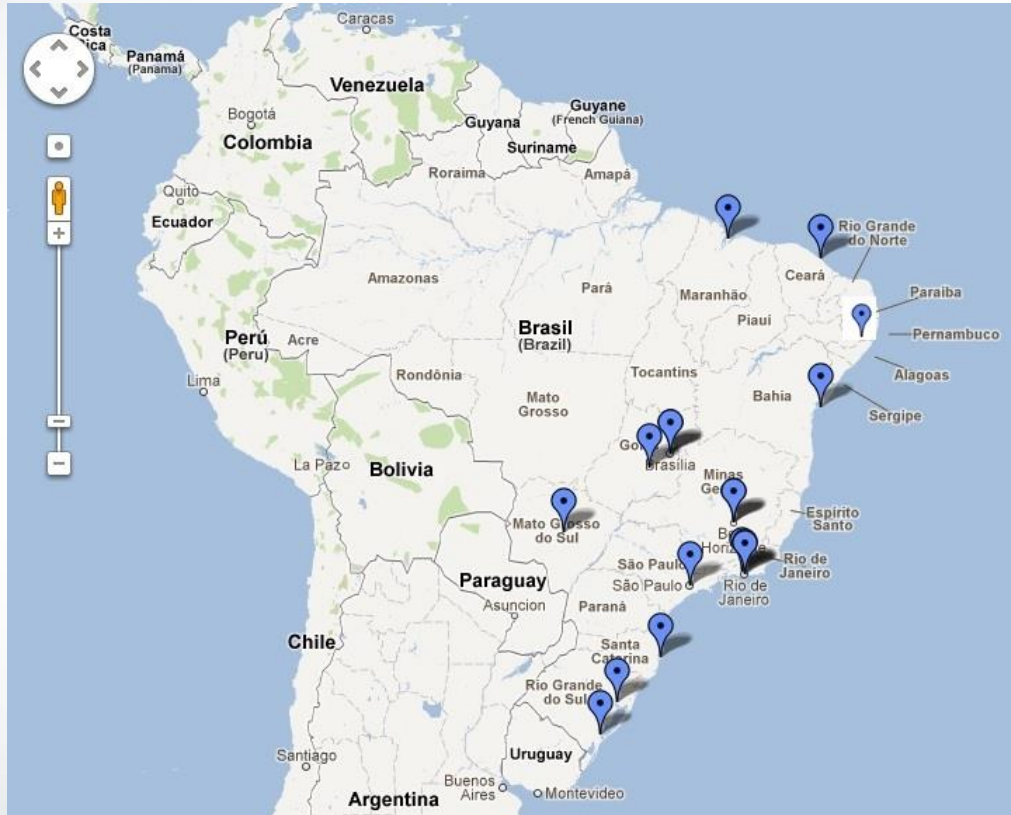 Caracas
Costa
Rica
Panamá
(Panama)
Venezuela
Bogotá
Colombia
Guyana
Guyane
(French Guiana)
Suriname
Roraima
Amapá
Quito
Ecuador
Rio Grande
do Norte
Amazonas
Pará
Maranhão
Ceará
Piauí
Paraiba
Brasil
(Brazil)
Pernambuco
Perú
(Peru)
Acre
Rondônia
Tocantins
Alagoas
Lima
Mato
Grosso
Bahia
Sergipe
La Paz
Bolivia
Brasília
Minas
Espírito
Santo
Mato Grosso
do Sul
Horizonte
São Paulo
São Paulo
Rio de
Janeiro
Rio de
Janeiro
Paraguay
Asuncion
Paraná
Chile
Santa
Catarina
Rio Grande
do Sul
Uruguay
Santiago
Buenos
Aires
Montevideo
Argentina